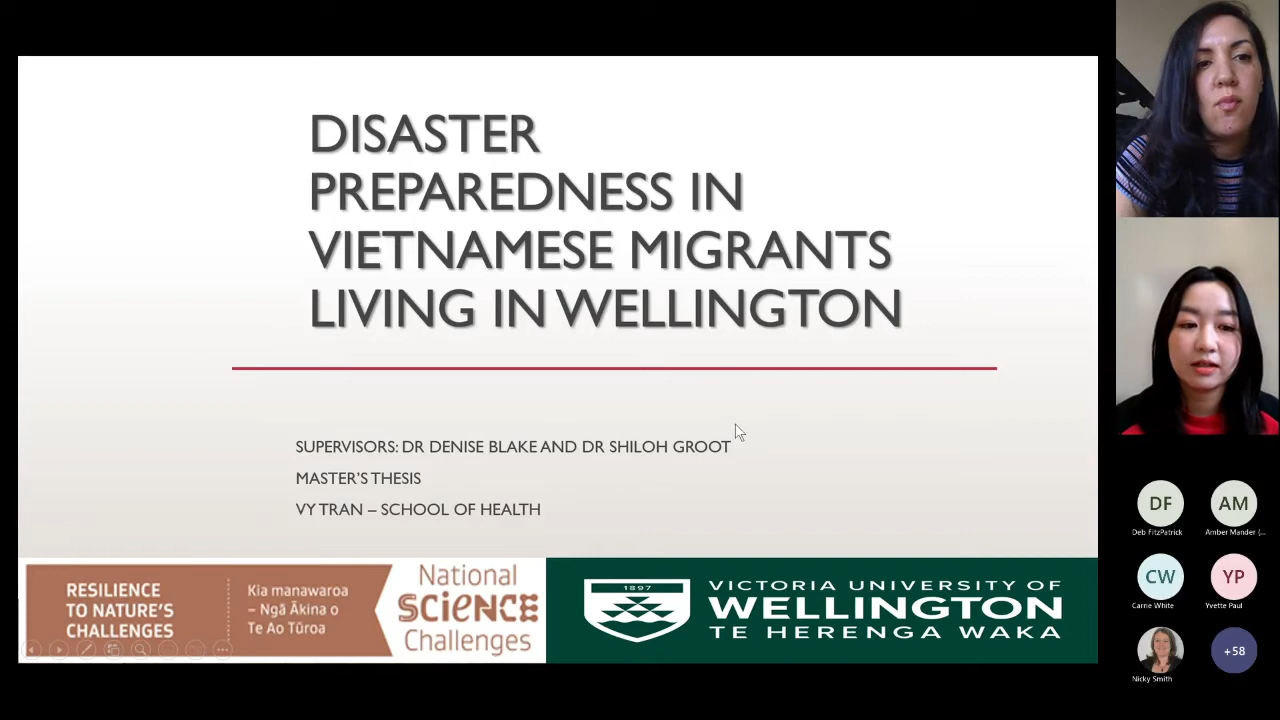 DISASTER
PREPAREDNESS IN
VIETNAMESE MIGRANTS
LIVING IN WELLINGTON
SUPERVISORS: DR DENISE BLAKE AND DR SHILOH GROOT
MASTER'S THESIS
VY TRAN – SCHOOL OF HEALTH
RESILIENCE
TO NATURE'S
CHALLENGES
Kia manawaroa
– Ngā Ākina o
Te Ao Tūroa
National
SCIENCE
Challenges
1897
VICTORIA UNIVERSITY OF
WELLINGTON
TE HERENGA WAKA
DF
AM
Deb FitzPatrick
Amber Mander (...
CW
YP
Carrie White
Yvette Paul
+58
Nicky Smith